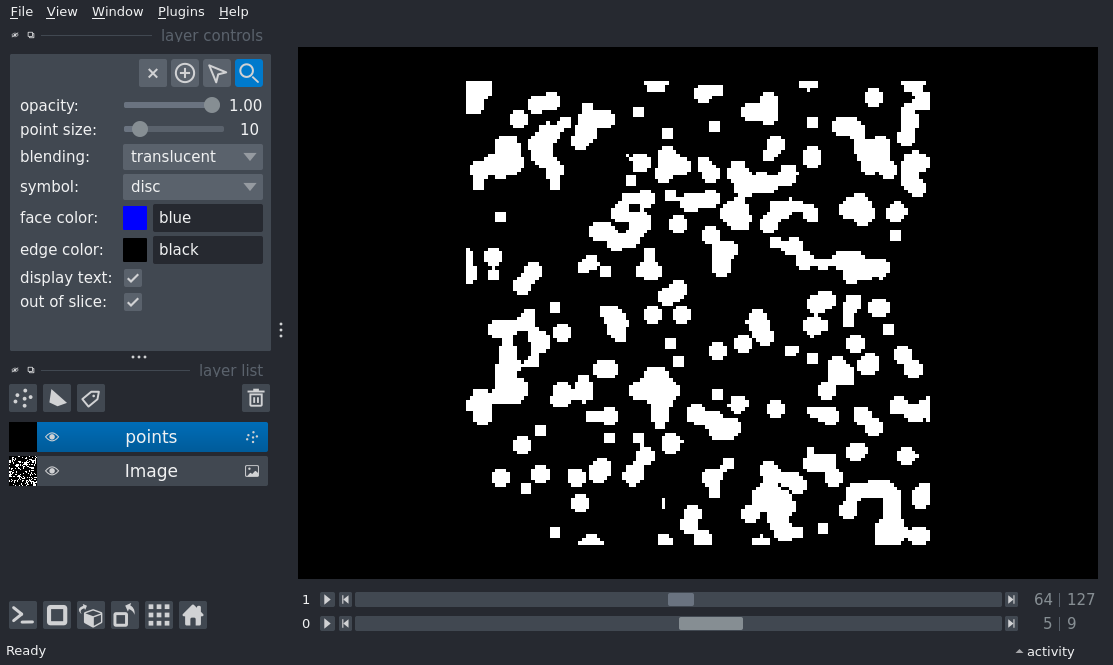 File View Window Plugins Help
layer controls
opacity: 1.00
point size: 10
blending: translucent
symbol: disc
face color: blue
edge color: black
display text:
out of slice:
layer list
points
Image
1 64 | 127
0 5 | 9
Ready activity